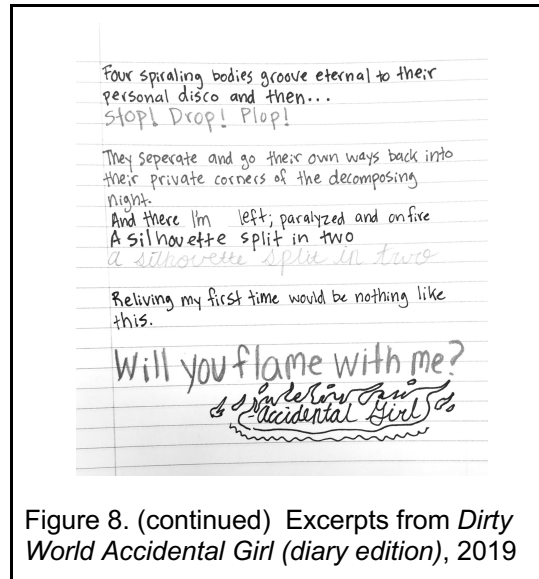 Four spiraling bodies groove eternal to their
personal disco and then...
Stop! Drop! Plop!
They seperate and go their own ways back into
their private corners of the decomposing
night.
And there I'm left; paralyzed and on fire
A silhovette split in two
a silhovette split in two
Reliving my first time would be nothing like
this.
Will you flame with me?
Accidental Girl
Figure 8. (continued) Excerpts from Dirty
World Accidental Girl (diary edition), 2019